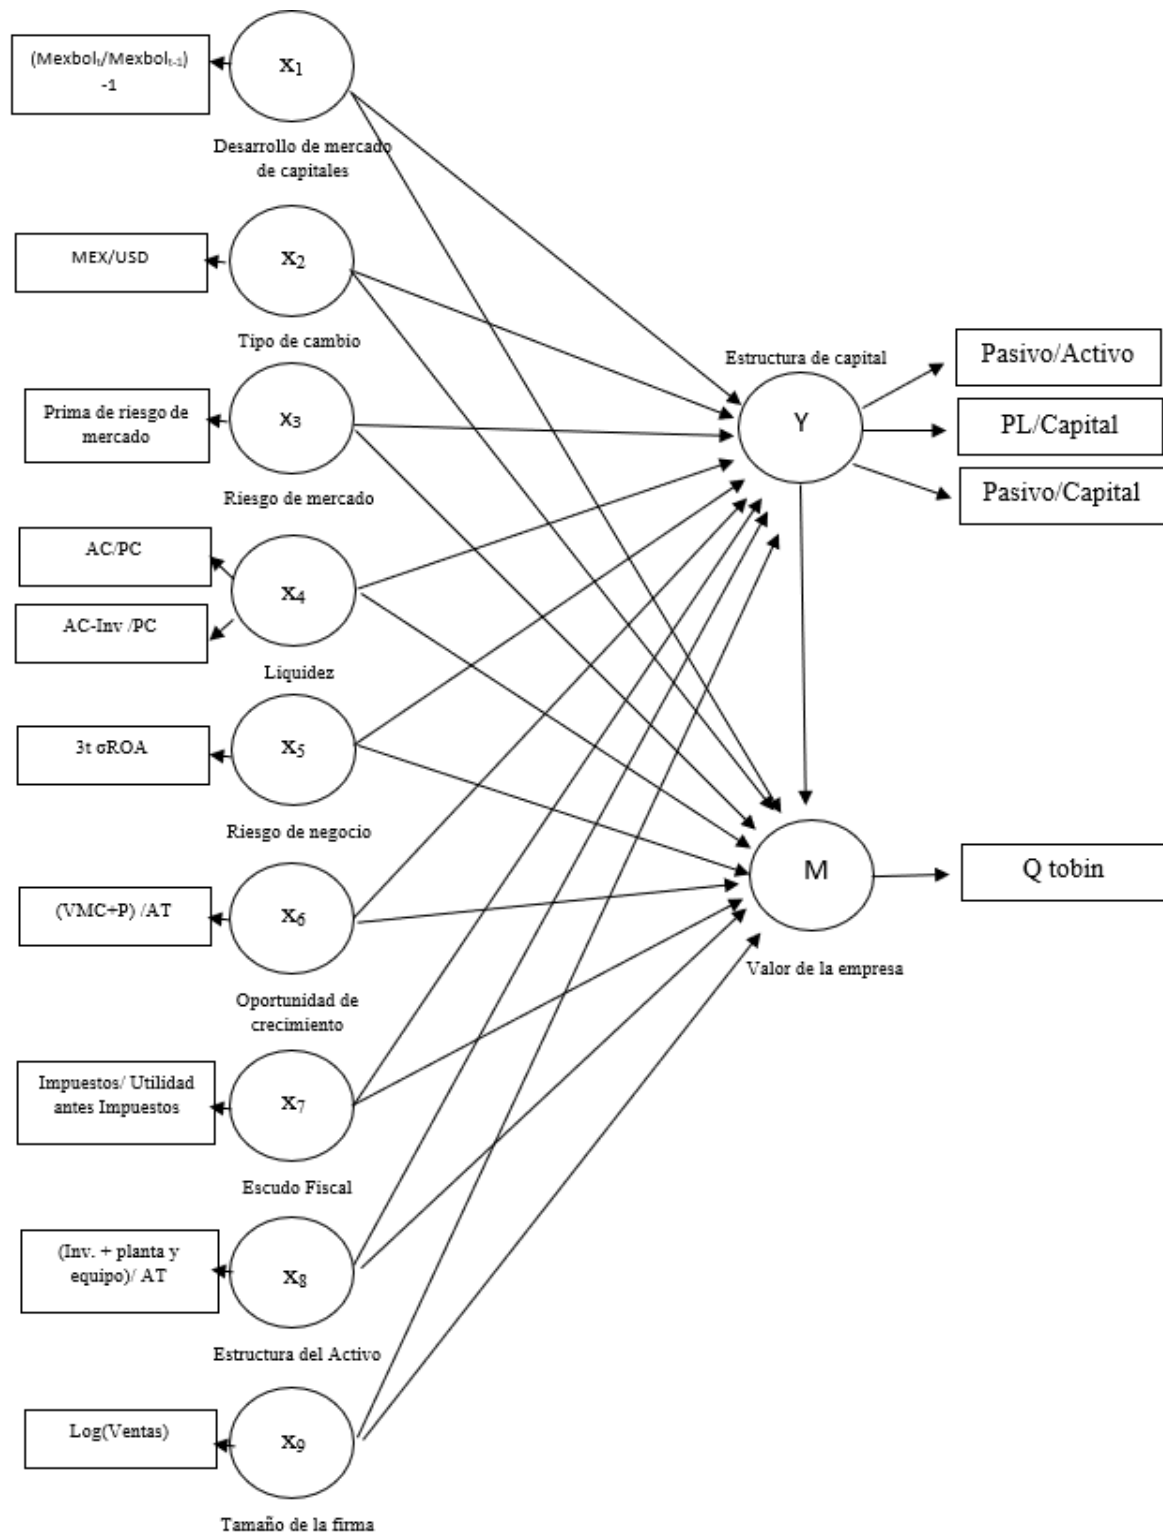 (Mexbolₜ/Mexbolₜ₋₁)
-1
x₁
Desarrollo de mercado
de capitales
MEX/USD
x₂
Tipo de cambio
Prima de riesgo de
mercado
x₃
Riesgo de mercado
AC/PC
AC-Inv /PC
x₄
Liquidez
3t σROA
x₅
Riesgo de negocio
(VMC+P) /AT
x₆
Oportunidad de
crecimiento
Impuestos/ Utilidad
antes Impuestos
x₇
Escudo Fiscal
(Inv. + planta y
equipo)/ AT
x₈
Estructura del Activo
Log(Ventas)
x₉
Tamaño de la firma
Estructura de capital
Y
Pasivo/Activo
PL/Capital
Pasivo/Capital
M
Valor de la empresa
Q tobin